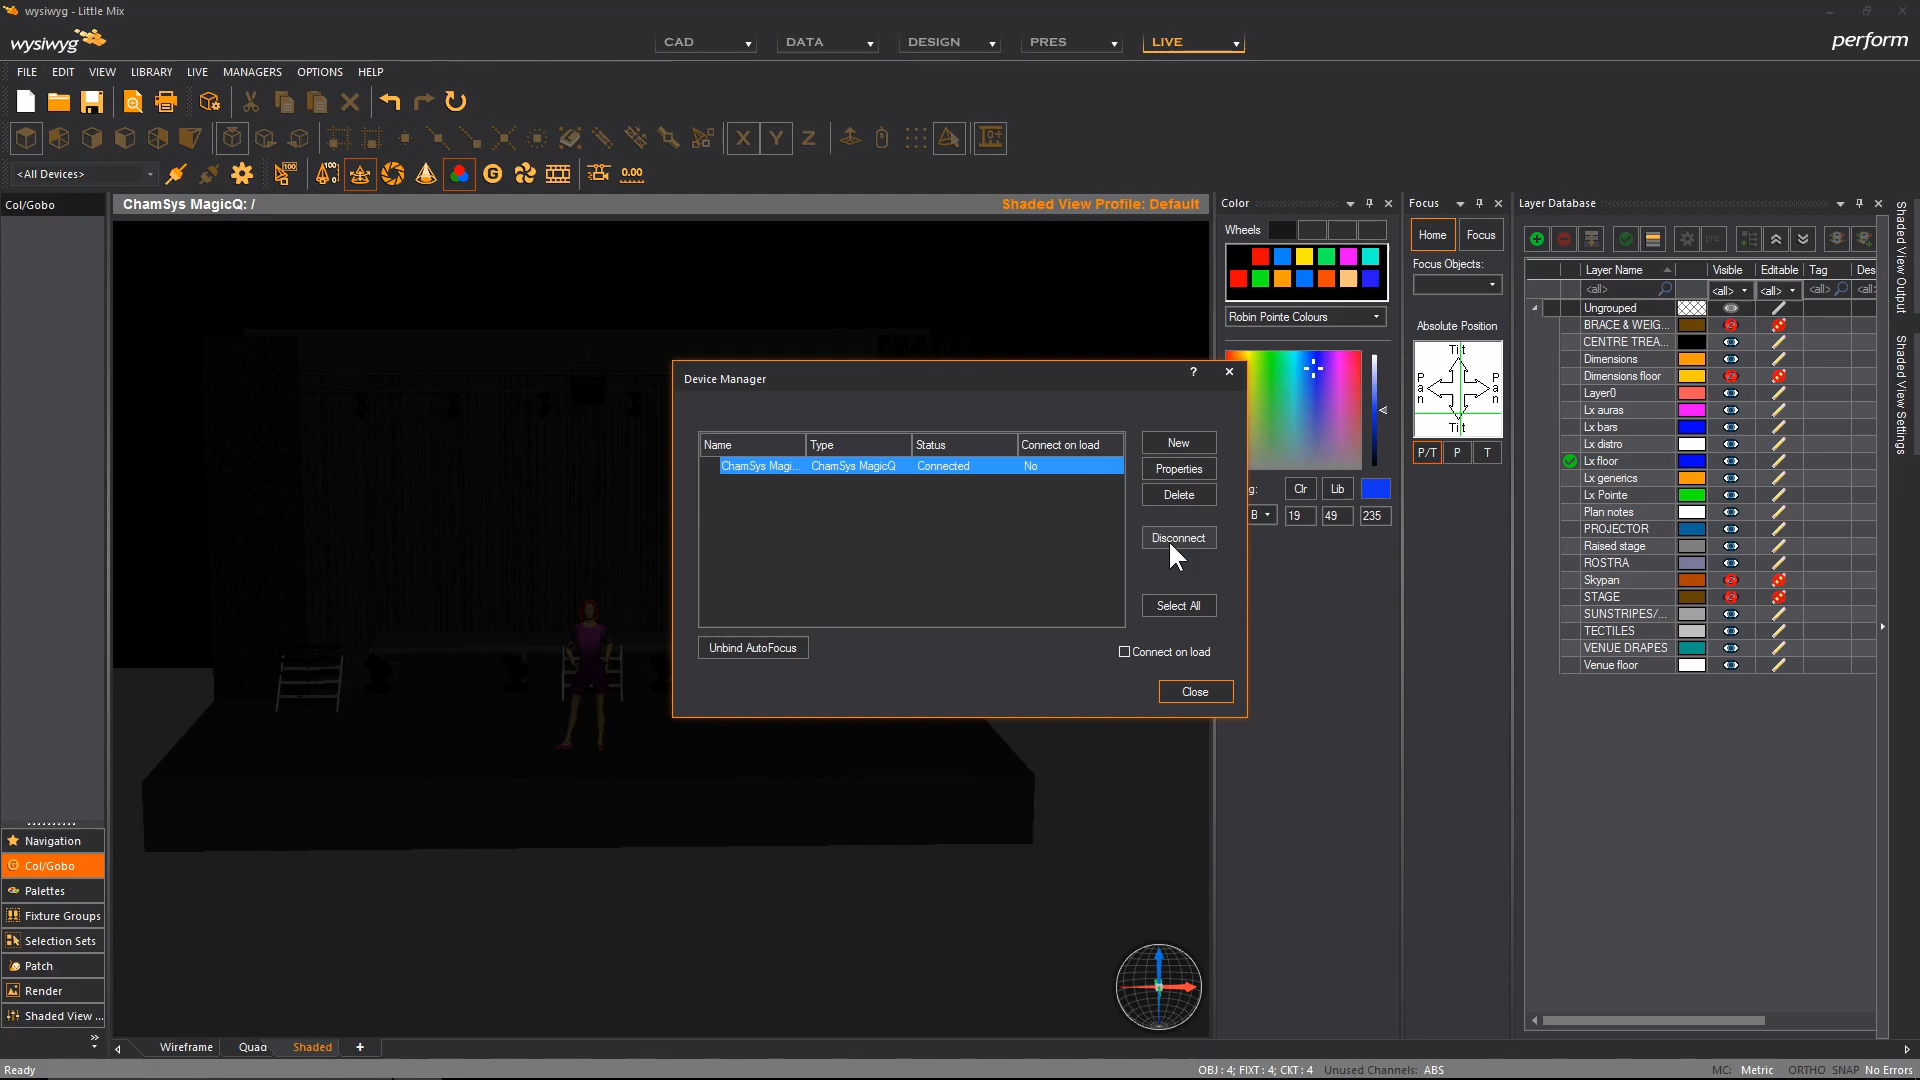 wysiwyg - Little Mix
wysiwyg
CAD
DATA
DESIGN
PRES
LIVE
perform
FILE EDIT VIEW LIBRARY LIVE MANAGERS OPTIONS HELP
X Y Z
<All Devices>
100
100
G
0.00
Col/Gobo
ChamSys MagicQ: /
Shaded View Profile: Default
Color
Wheels
Robin Pointe Colours
Clr
Lib
B
19
49
235
Focus
Home
Focus
Focus Objects:
Absolute Position
Tilt
Pan
Pan
Tilt
P/T
P
T
Layer Database
Layer Name Visible Editable Tag Des
<all> <all> <all> <all> <all>
Ungrouped
BRACE & WEIG...
CENTRE TREA...
Dimensions
Dimensions floor
Layer0
Lx auras
Lx bars
Lx distro
Lx floor
Lx generics
Lx Pointe
Plan notes
PROJECTOR
Raised stage
ROSTRA
Skypan
STAGE
SUNSTRIPES/...
TECTILES
VENUE DRAPES
Venue floor
Shaded View Output
Shaded View Settings
Device Manager
?
Name Type Status Connect on load
ChamSys Magi... ChamSys MagicQ Connected No
New
Properties
Delete
Disconnect
Select All
Unbind AutoFocus
Connect on load
Close
Navigation
Col/Gobo
Palettes
Fixture Groups
Selection Sets
Patch
Render
Shaded View ...
Wireframe
Quad
Shaded
+
Ready
OBJ : 4; FIXT : 4; CKT : 4
Unused Channels: ABS
MC: Metric
ORTHO SNAP No Errors